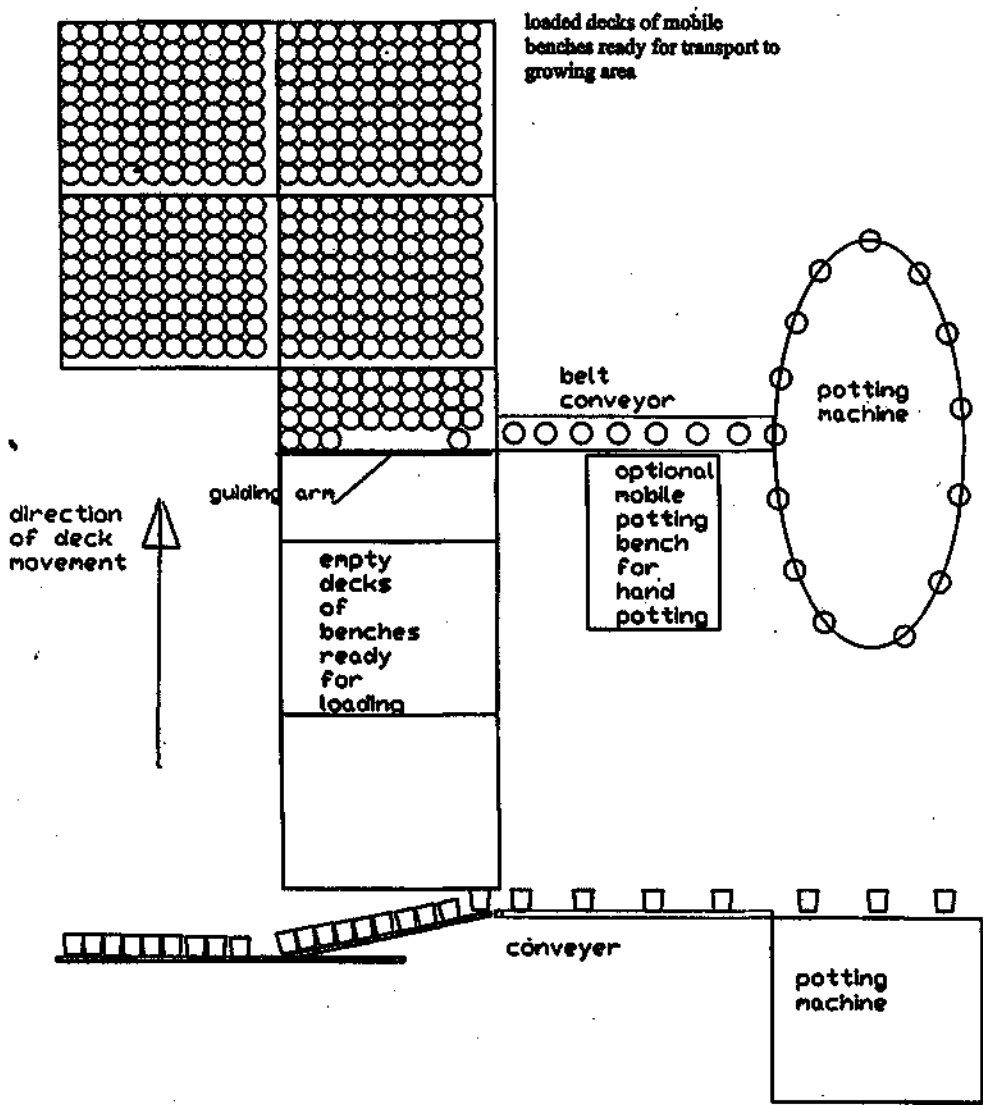 loaded decks of mobile
benches ready for transport to
growing area
belt
conveyor
potting
machine
guiding arm
optional
mobile
potting
bench
for
hand
potting
direction
of deck
movement
empty
decks
of
benches
ready
for
loading
conveyer
potting
machine